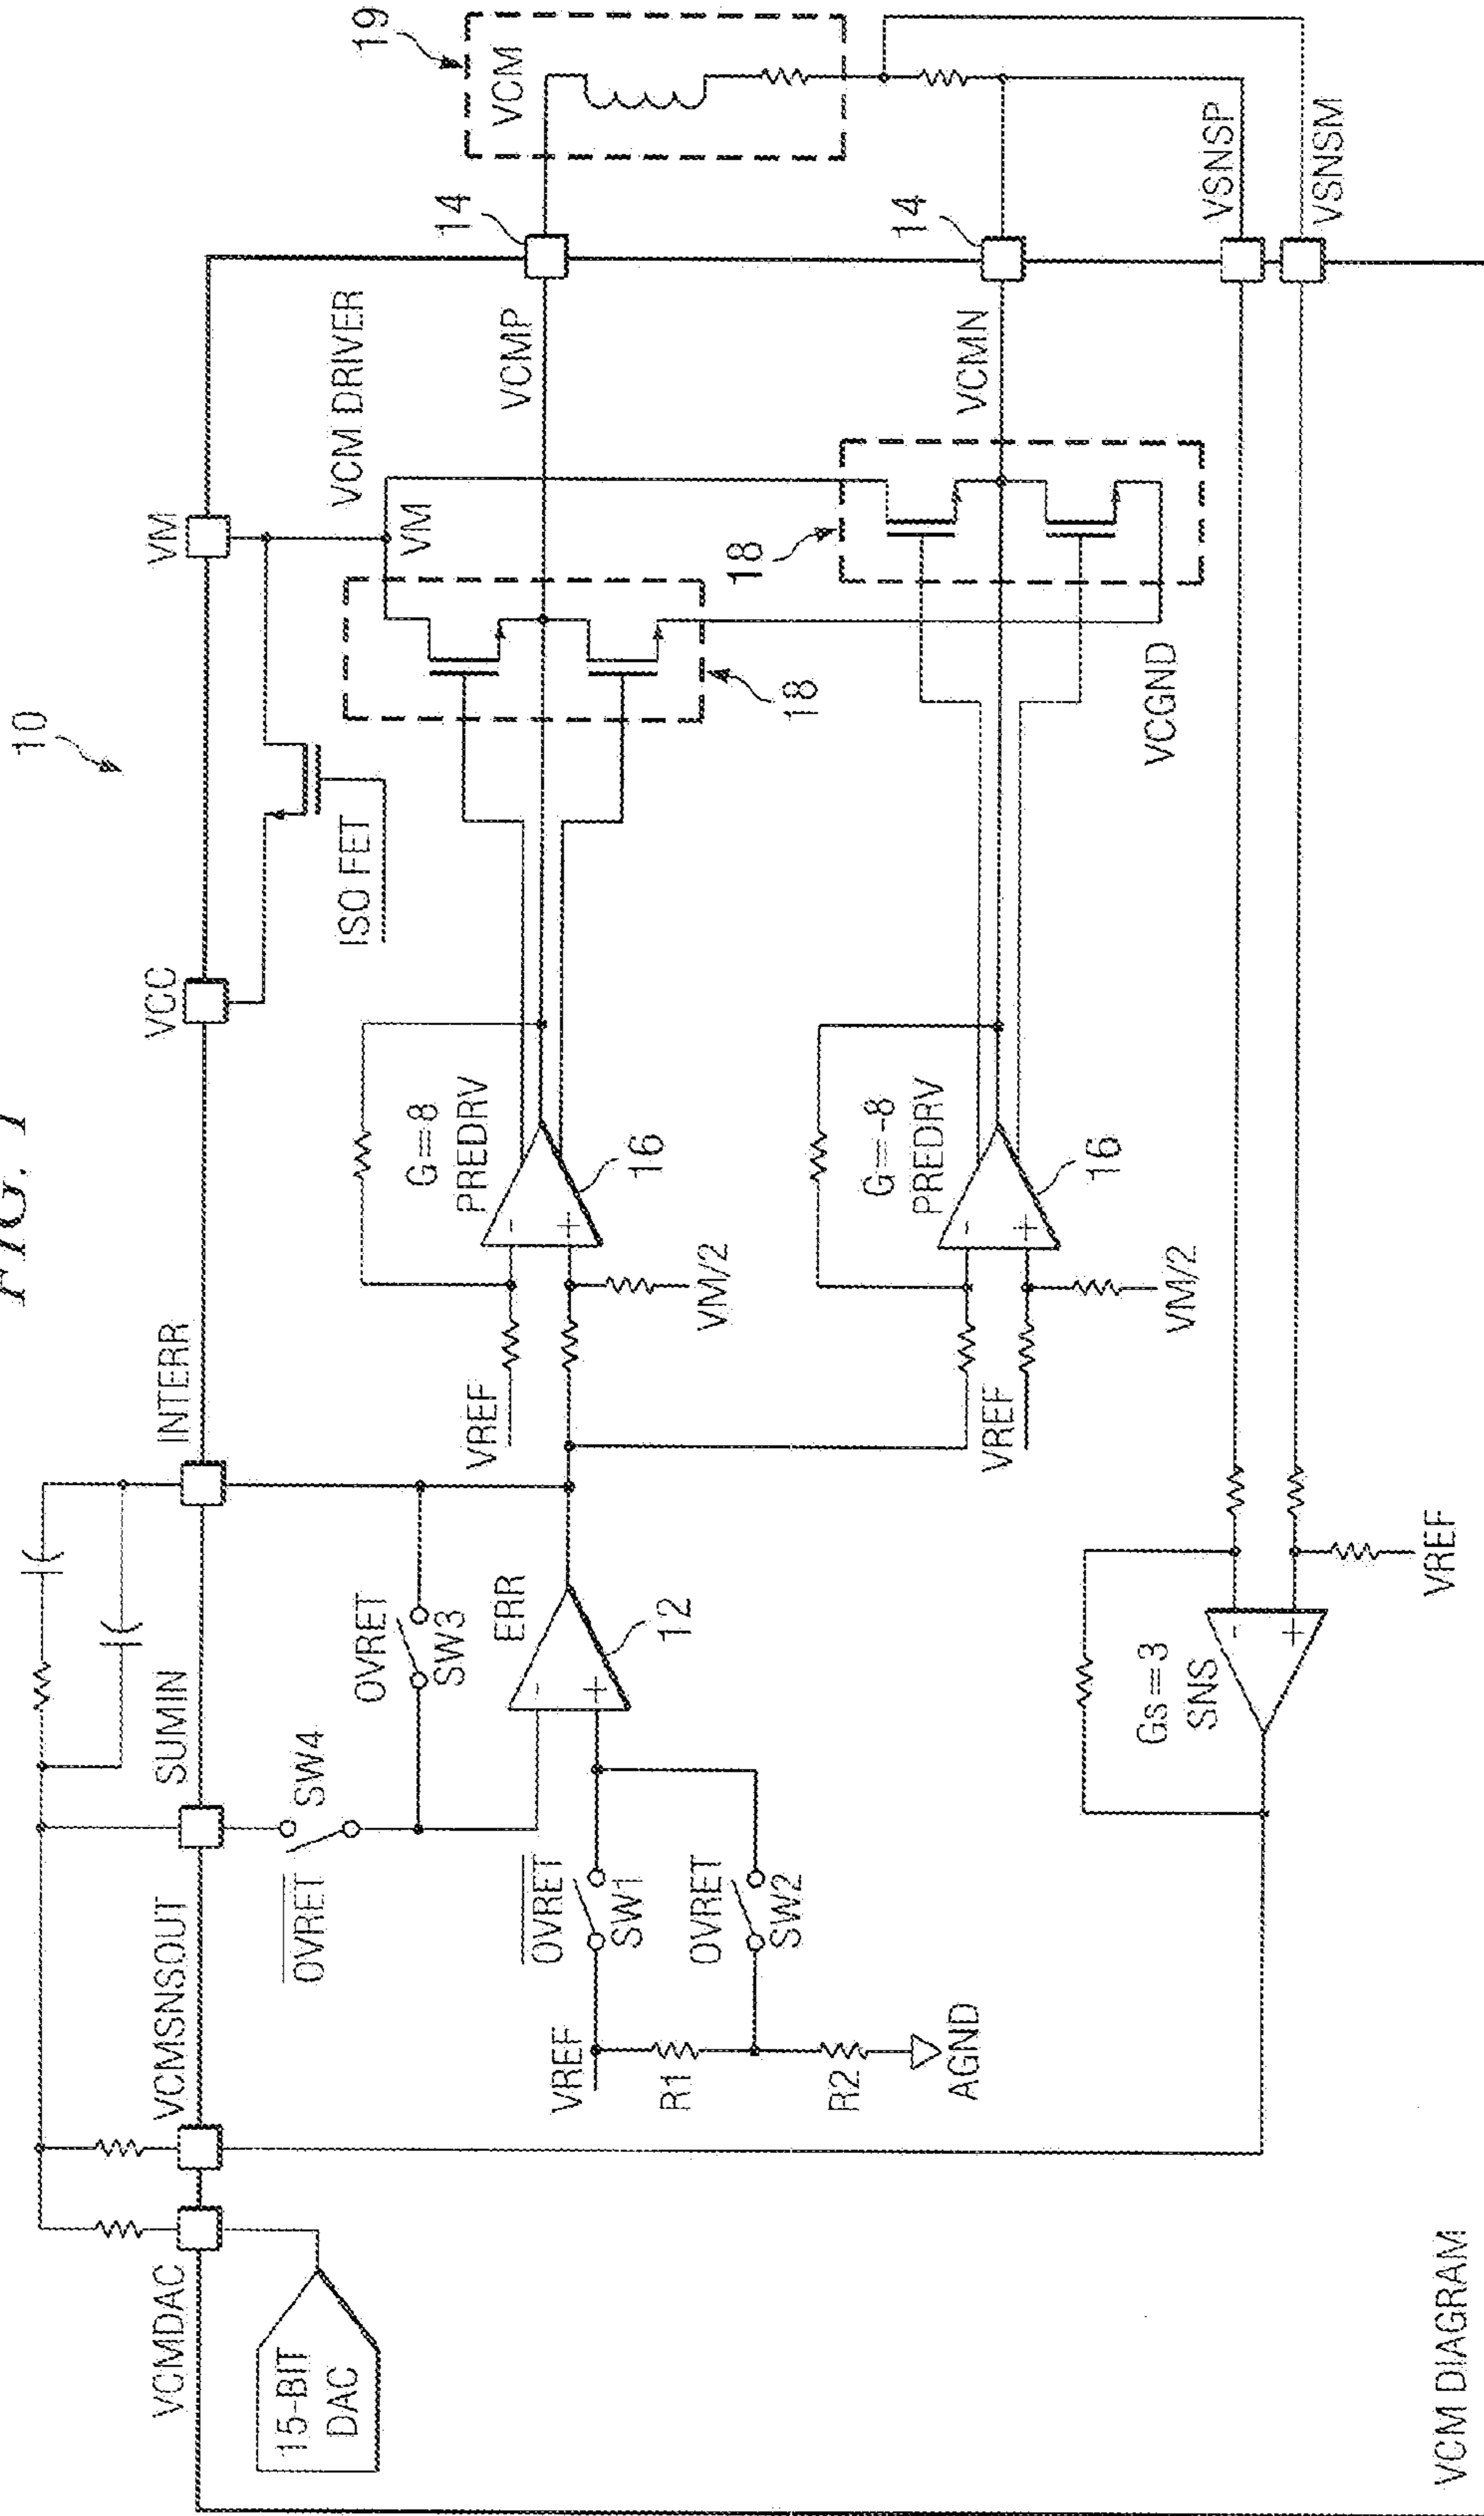 FIG. 1
10
VCMDAC
VCMSNSOUT
SUMIN
INTERR
VCC
VM
19
VCM
15-BIT
DAC
OVRET
SW4
OVRET
SW3
ERR
12
OVRET
SW1
OVRET
SW2
VREF
R1
R2
AGND
ISO FET
VCM DRIVER
VM
14
VCMP
18
G=8
PREDRV
16
VREF
VM/2
G=-8
PREDRV
16
VREF
VM/2
18
VCMN
14
VCGND
VSNSP
VSNSM
Gs=3
SNS
VREF
VCM DIAGRAM